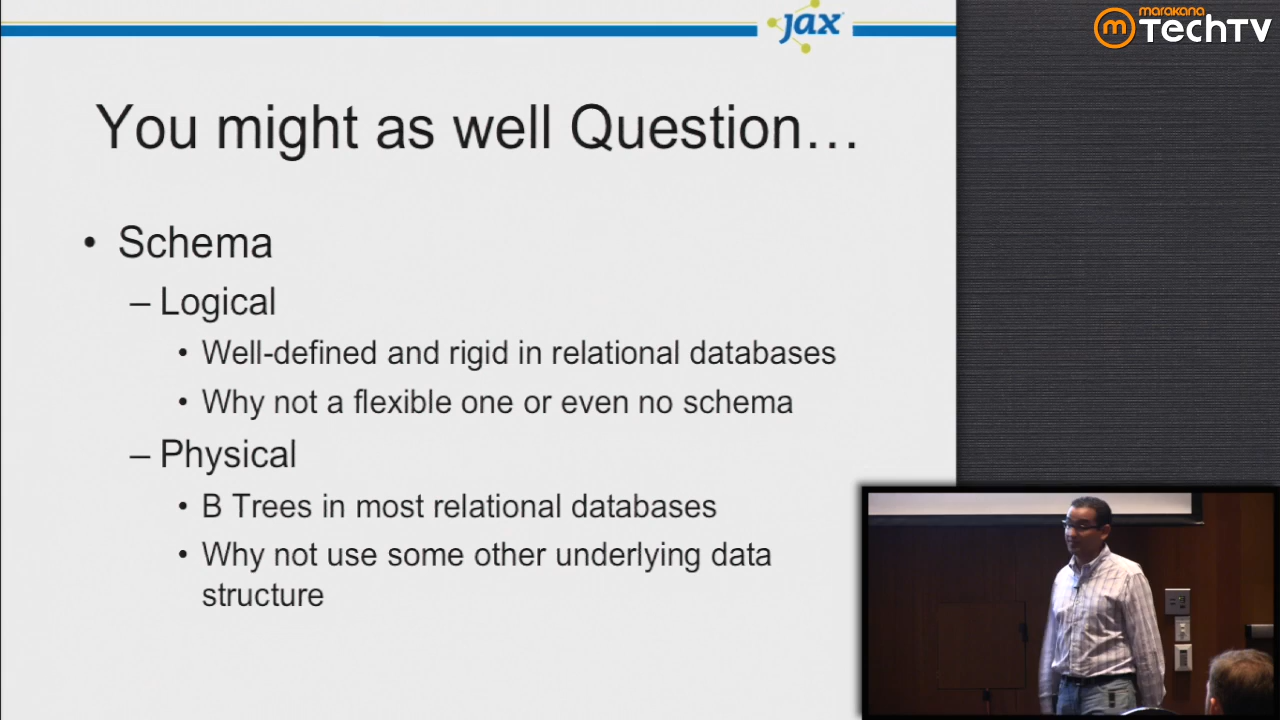 jax
marakana
m TechTV
You might as well Question…
• Schema
– Logical
• Well-defined and rigid in relational databases
• Why not a flexible one or even no schema
– Physical
• B Trees in most relational databases
• Why not use some other underlying data
structure